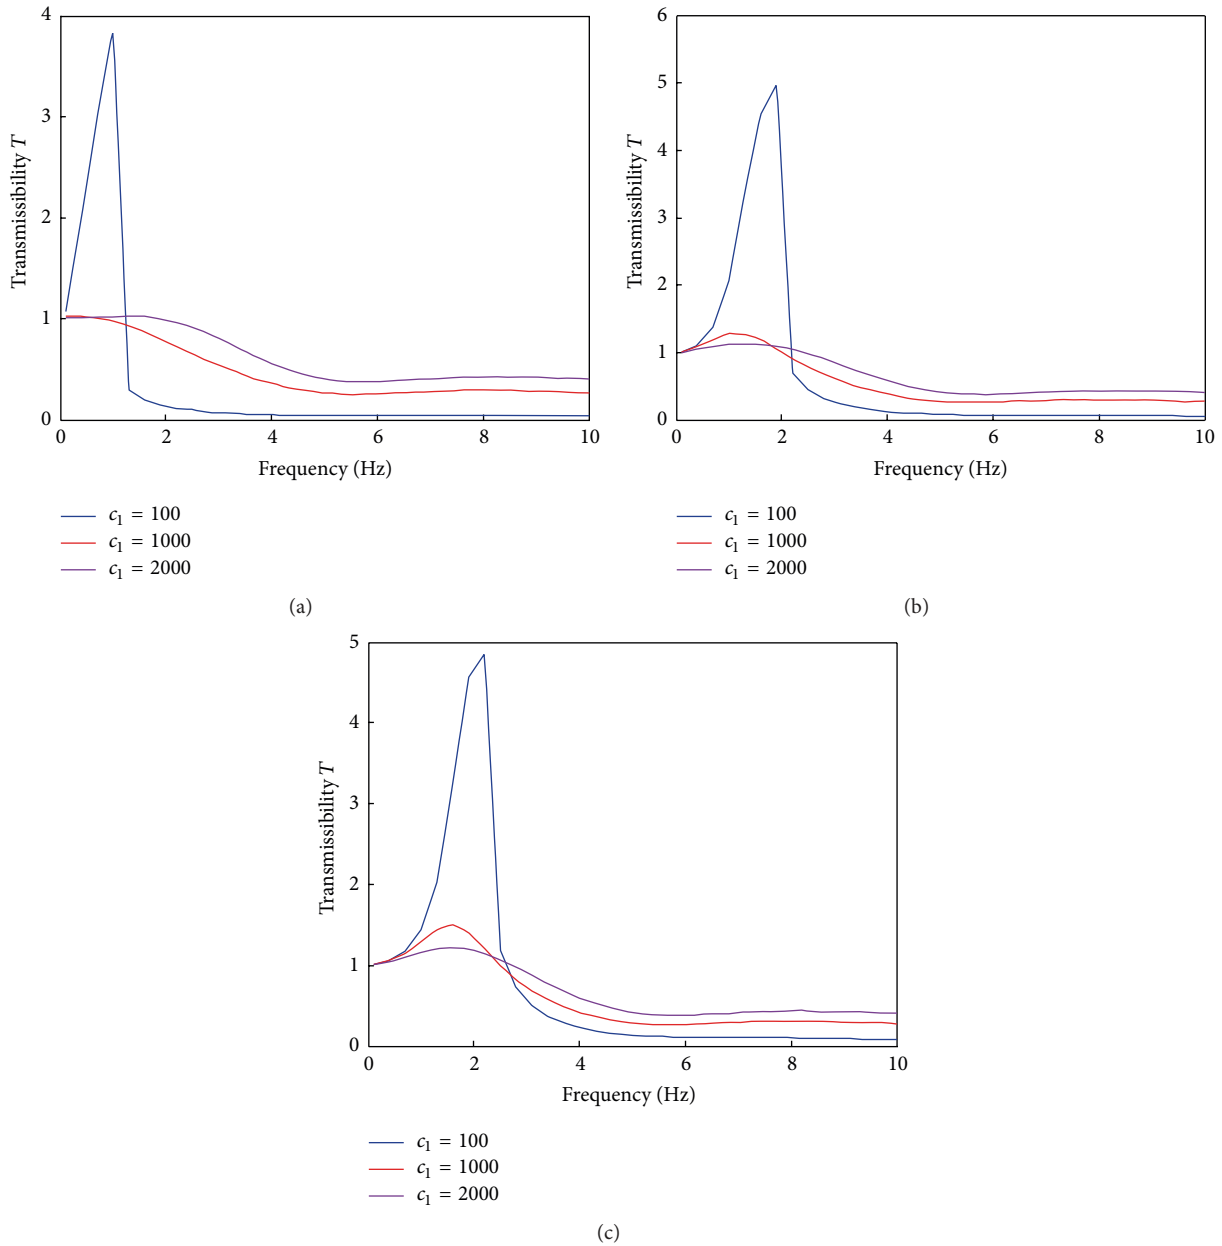 4
3
2
1
0
Transmissibility T
0 2 4 6 8 10
Frequency (Hz)
c₁ = 100
c₁ = 1000
c₁ = 2000
(a)
6
5
4
3
2
1
0
Transmissibility T
0 2 4 6 8 10
Frequency (Hz)
c₁ = 100
c₁ = 1000
c₁ = 2000
(b)
5
4
3
2
1
0
Transmissibility T
0 2 4 6 8 10
Frequency (Hz)
c₁ = 100
c₁ = 1000
c₁ = 2000
(c)